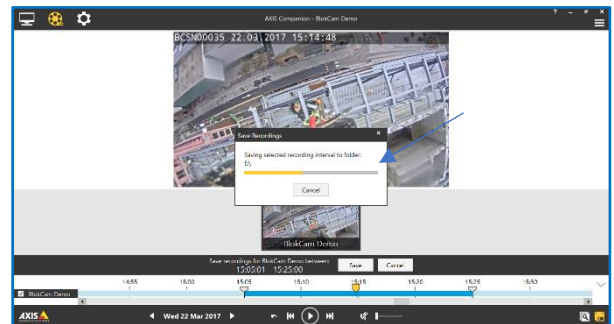 AXIS Companion - BlokCam Demo
BCSN00035 22.03.2017 15:14:48
Save Recordings
Saving selected recording interval to folder:
Cancel
BlokCam Demo
Save recordings for BlokCam Demo between:
15:05:01 15:25:00
Save Cancel
14:55 15:00 15:05 15:10 15:15 15:20 15:25 15:30
BlokCam Demo
AXIS
Wed 22 Mar 2017